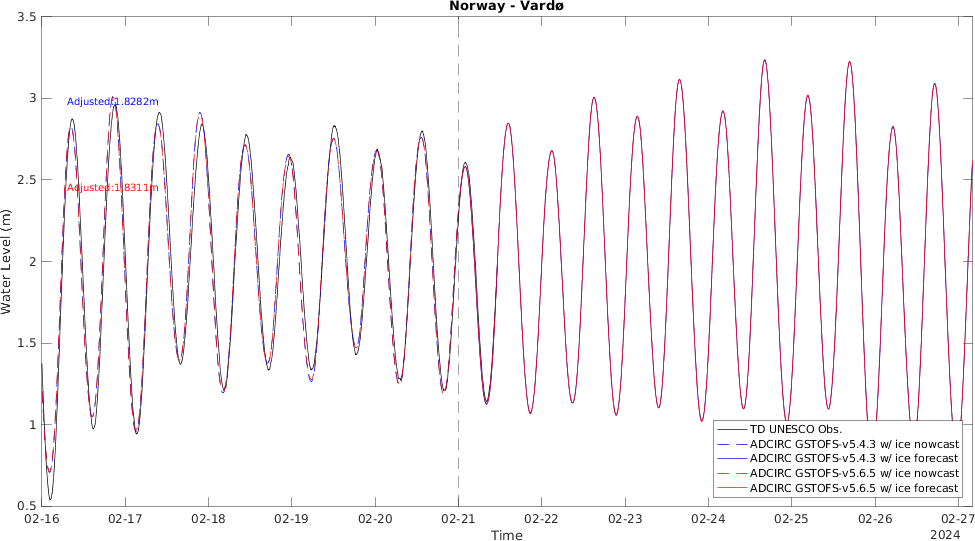 Norway - Vardø
3.5
3
2.5
2
1.5
1
0.5
Water Level (m)
Adjusted:1.8282m
Adjusted:1.8311m
TD UNESCO Obs.
ADCIRC GSTOFS-v5.4.3 w/ ice nowcast
ADCIRC GSTOFS-v5.4.3 w/ ice forecast
ADCIRC GSTOFS-v5.6.5 w/ ice nowcast
ADCIRC GSTOFS-v5.6.5 w/ ice forecast
02-16 02-17 02-18 02-19 02-20 02-21 02-22 02-23 02-24 02-25 02-26 02-27
Time
2024